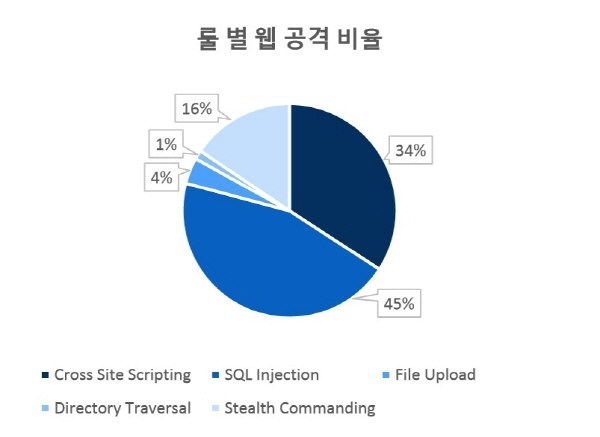 룰 별 웹 공격 비율
16%
1%
4%
34%
45%
Cross Site Scripting
SQL Injection
File Upload
Directory Traversal
Stealth Commanding